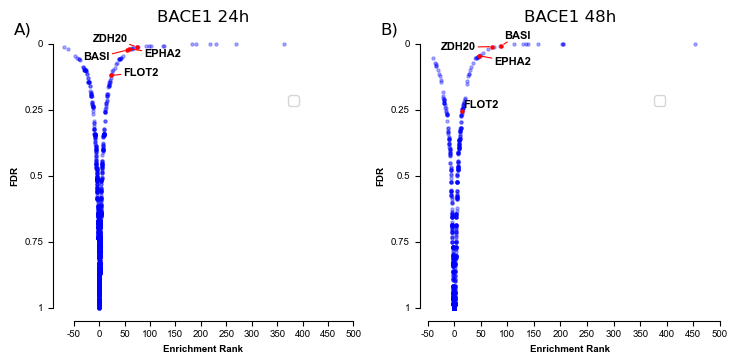 BACE1 24h
BACE1 48h
A)
B)
0
0.25
0.5
0.75
1
FDR
ZDH20
BASI
EPHA2
FLOT2
-50
0
50
100
150
200
250
300
350
400
450
500
Enrichment Rank
0
0.25
0.5
0.75
1
FDR
BASI
ZDH20
EPHA2
FLOT2
-50
0
50
100
150
200
250
300
350
400
450
500
Enrichment Rank